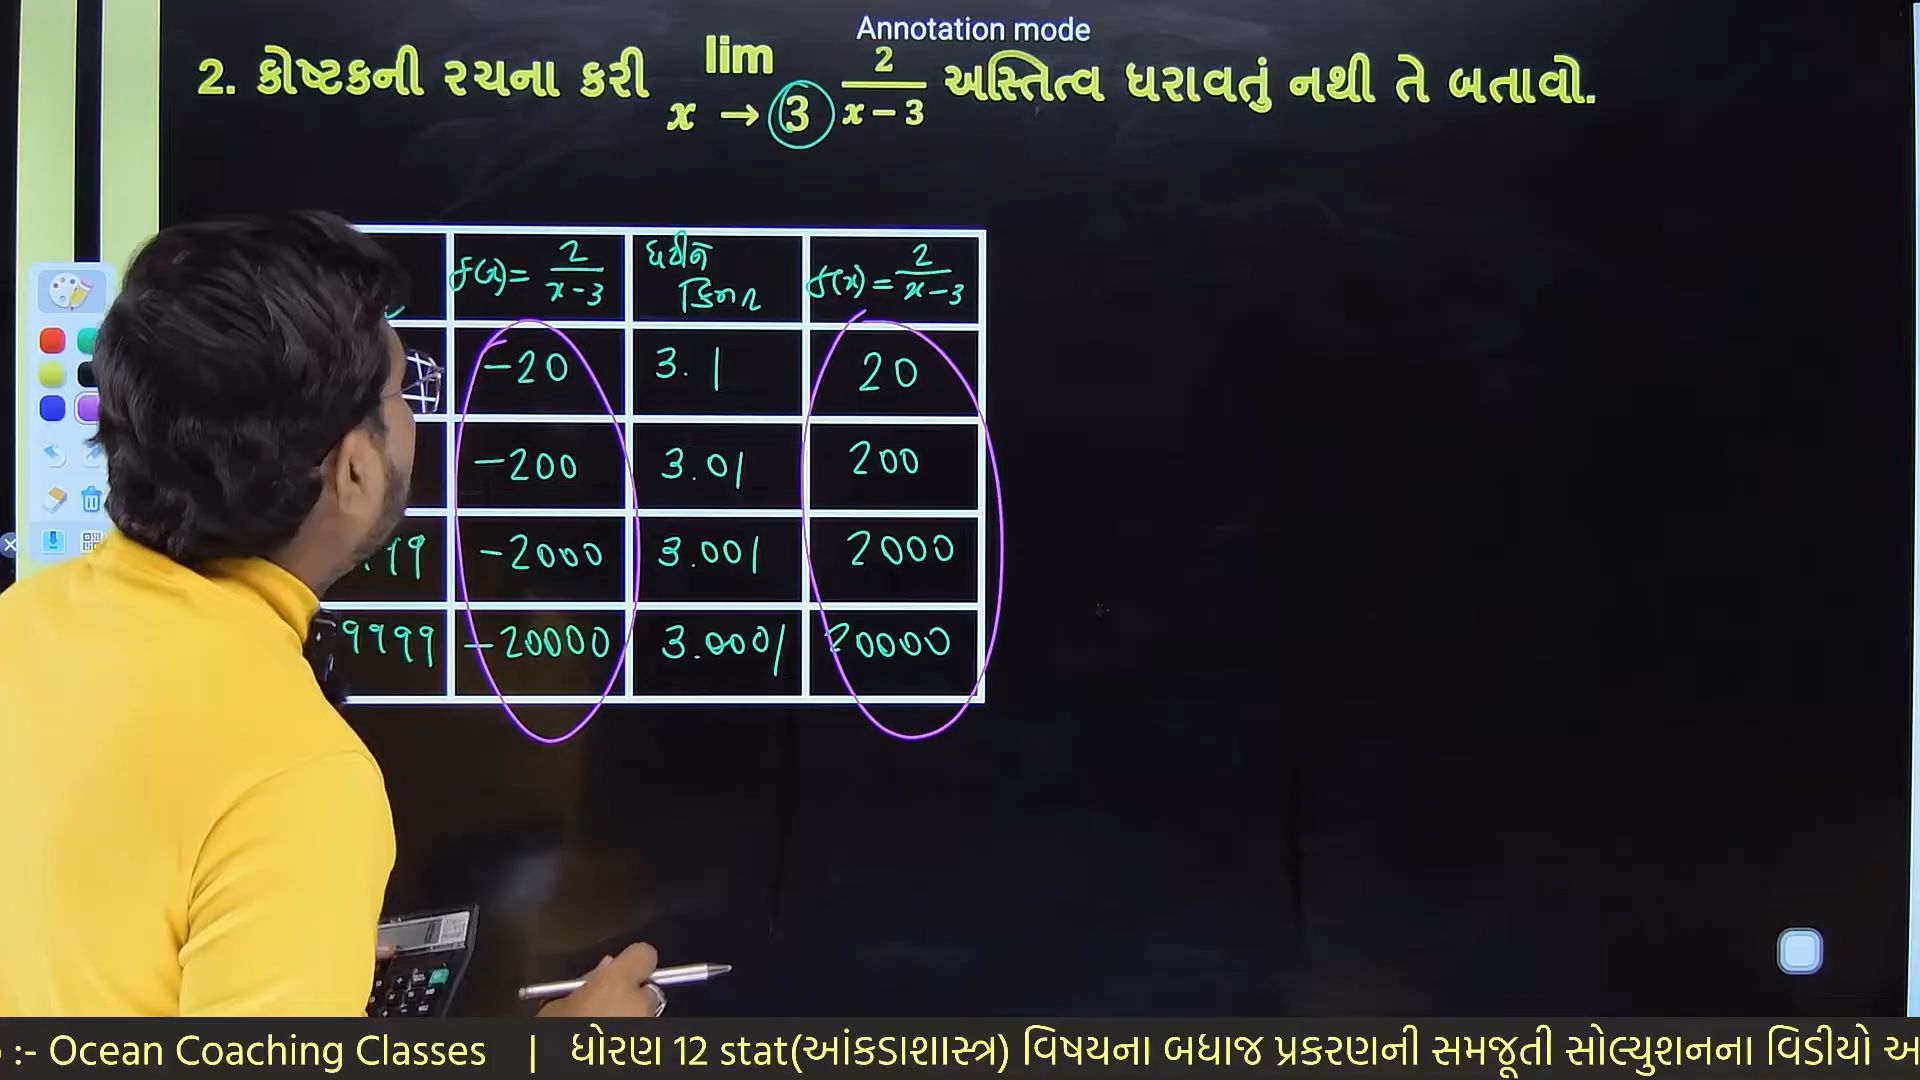 Annotation mode
2. કોષ્ટકની રચના કરી lim x → 3 2/(x − 3) અસ્તિત્વ ધરાવતું નથી તે બતાવો.
f(x) = 2/(x-3) કિંમત f(x) = 2/(x-3)
-20 3.1 20
-200 3.01 200
99 -2000 3.001 2000
9999 -20000 3.0001 20000
:- Ocean Coaching Classes | ધોરણ 12 stat(આંકડાશાસ્ત્ર) વિષયના બધાજ પ્રકરણની સમજૂતી સોલ્યુશનના વિડીયો